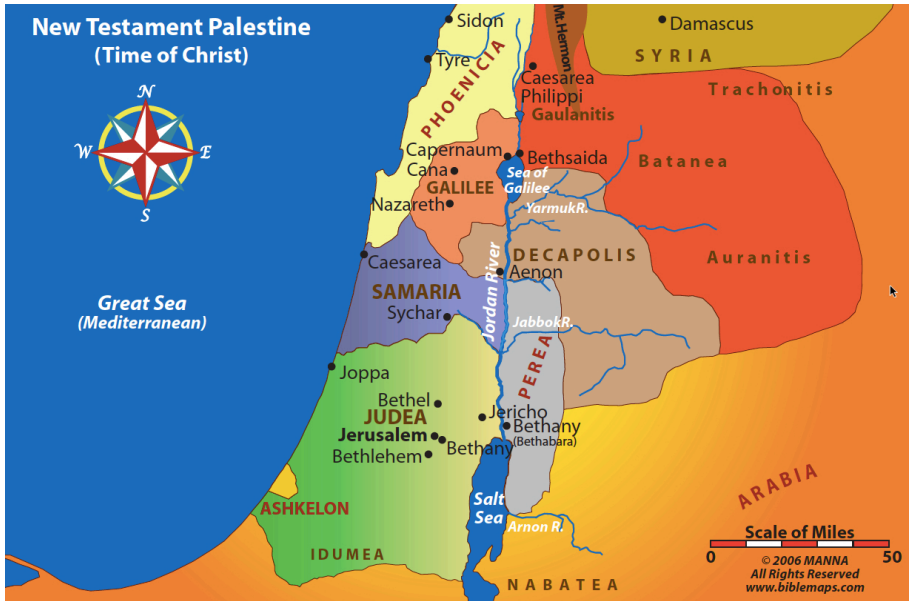 New Testament Palestine
(Time of Christ)
N
W
E
S
Sidon
Tyre
PHOENICIA
Mt.Hermon
Damascus
SYRIA
Caesarea
Philippi
Gaulanitis
Trachonitis
Capernaum
Bethsaida
Batanea
Cana
GALILEE
Sea of
Galilee
Nazareth
YarmukR.
Caesarea
DECAPOLIS
Auranitis
Aenon
SAMARIA
Jordan River
Great Sea
(Mediterranean)
Sychar
JabbokR.
PEREA
Joppa
Bethel
JUDEA
Jericho
Jerusalem
Bethany
(Bethabara)
Bethany
Bethlehem
ARABIA
Salt
Sea
ASHKELON
Arnon R.
IDUMEA
NABATEA
Scale of Miles
0
50
© 2006 MANNA
All Rights Reserved
www.biblemaps.com